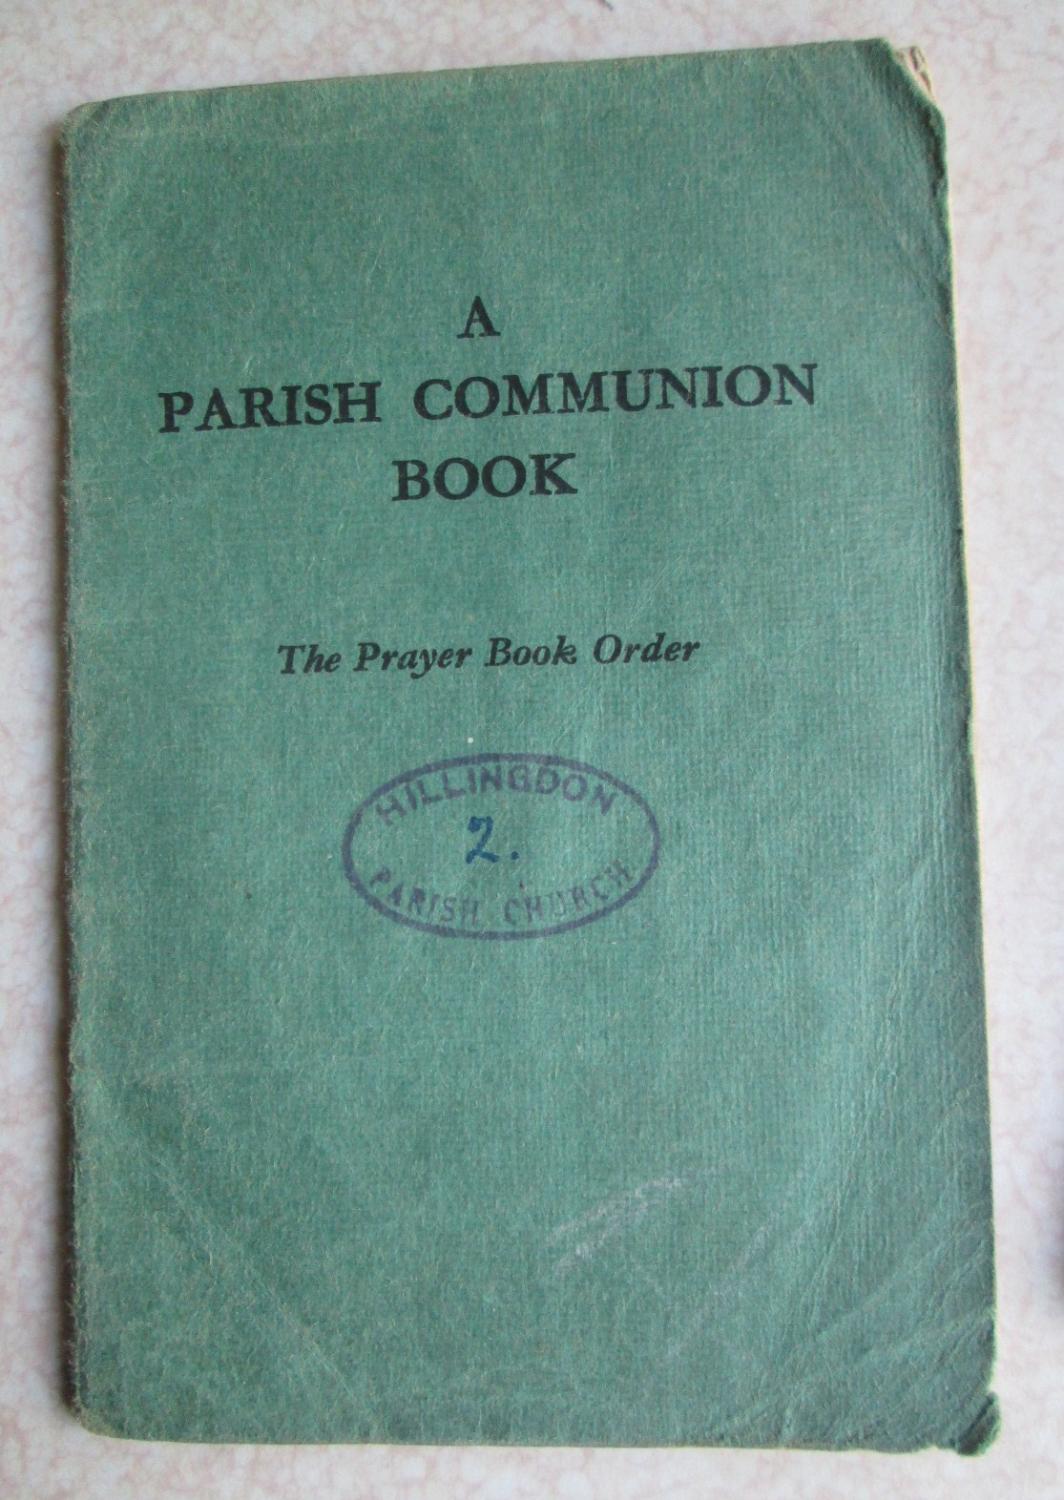 A
PARISH COMMUNION
BOOK
The Prayer Book Order
HILLINGDON
2.
PARISH CHURCH